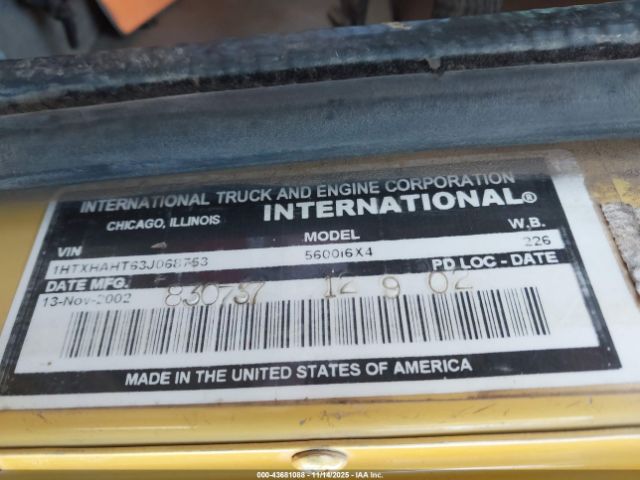 INTERNATIONAL TRUCK AND ENGINE CORPORATION
CHICAGO, ILLINOIS INTERNATIONAL®
VIN MODEL W.B.
1HTXHAHT63J068753 5600i6X4 226
DATE MFG. PD LOC - DATE
13-Nov-2002 830737 12 9 02
MADE IN THE UNITED STATES OF AMERICA
000-43681088 - 11/14/2025 - IAA Inc.